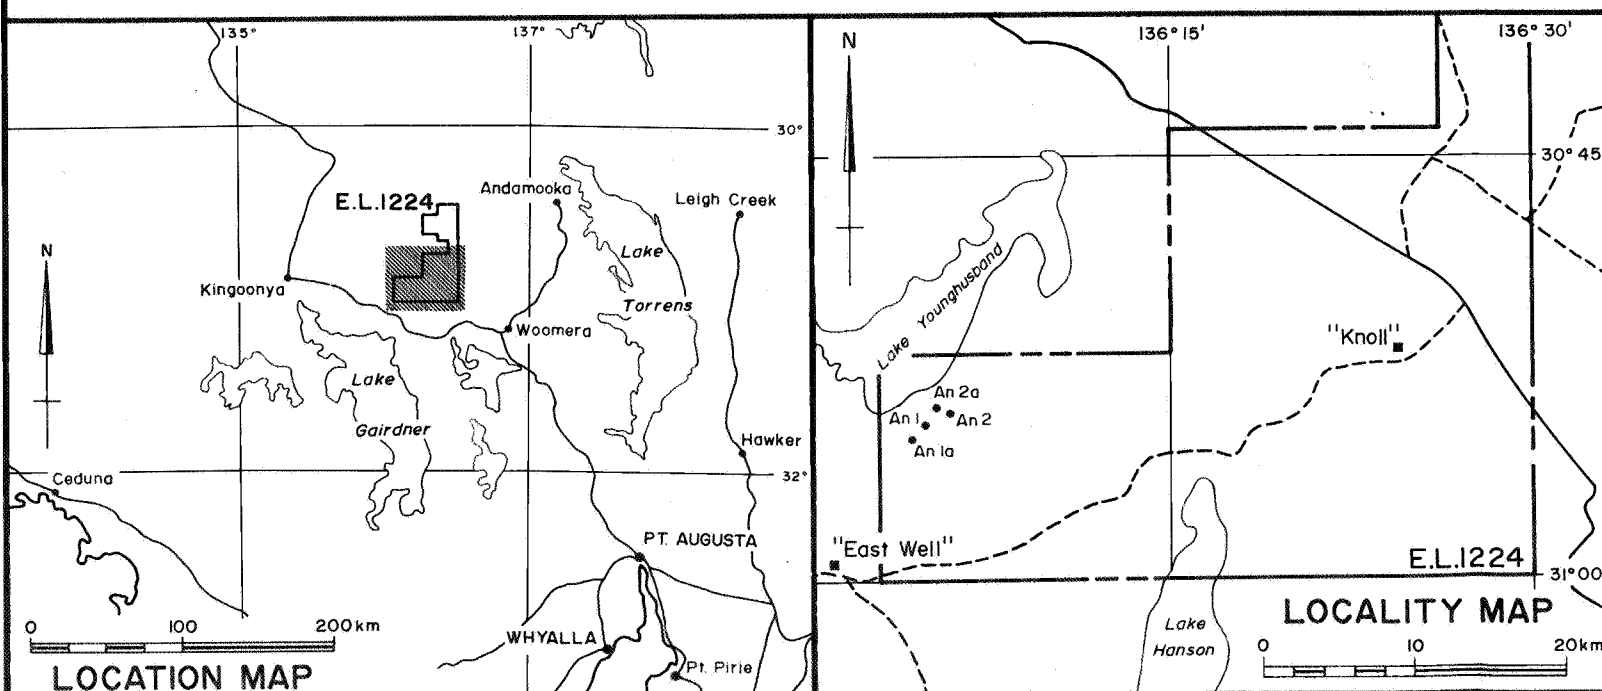 135°
137°
30°
E.L.1224
Andamooka
Leigh Creek
Lake
Torrens
N
Kingoonya
Woomera
Lake
Gairdner
Hawker
32°
Ceduna
PT. AUGUSTA
WHYALLA
Pt. Pirie
0 100 200 km
LOCATION MAP
136° 15'
136° 30'
N
30° 45
Lake Younghusband
"Knoll"
An 2a
An 1
An 2
An 1a
"East Well"
E.L.1224
31° 00
LOCALITY MAP
Lake
Hanson
0 10 20km